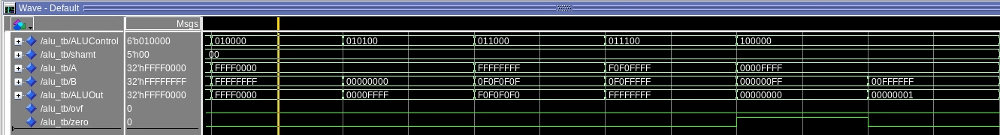 Wave - Default
Msgs
/alu_tb/ALUControl 6'b010000 010000 010100 011000 011100 100000
/alu_tb/shamt 5'h00 00
/alu_tb/A 32'hFFFF0000 FFFF0000 FFFFFFFF F0F0FFFF 0000FFFF
/alu_tb/B 32'hFFFFFFFF FFFFFFFF 00000000 0F0F0F0F 0F0FFFFF 000000FF 00FFFFFF
/alu_tb/ALUOut 32'hFFFF0000 FFFF0000 0000FFFF F0F0F0F0 FFFFFFFF 00000000 00000001
/alu_tb/ovf 0
/alu_tb/zero 0